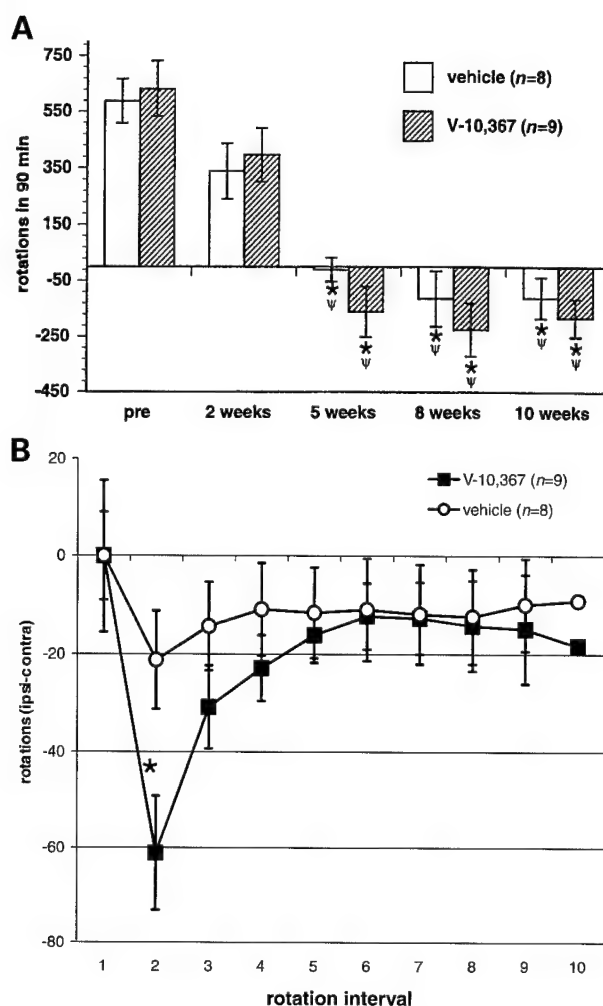 A
750
550
350
150
-50
-250
-450
rotations in 90 min
vehicle (n=8)
V-10,367 (n=9)
*
ψ
*
ψ
*
ψ
*
ψ
*
ψ
*
ψ
pre 2 weeks 5 weeks 8 weeks 10 weeks
B
20
0
-20
-40
-60
-80
rotations (ipsi-contra)
V-10,367 (n=9)
vehicle (n=8)
*
1 2 3 4 5 6 7 8 9 10
rotation interval